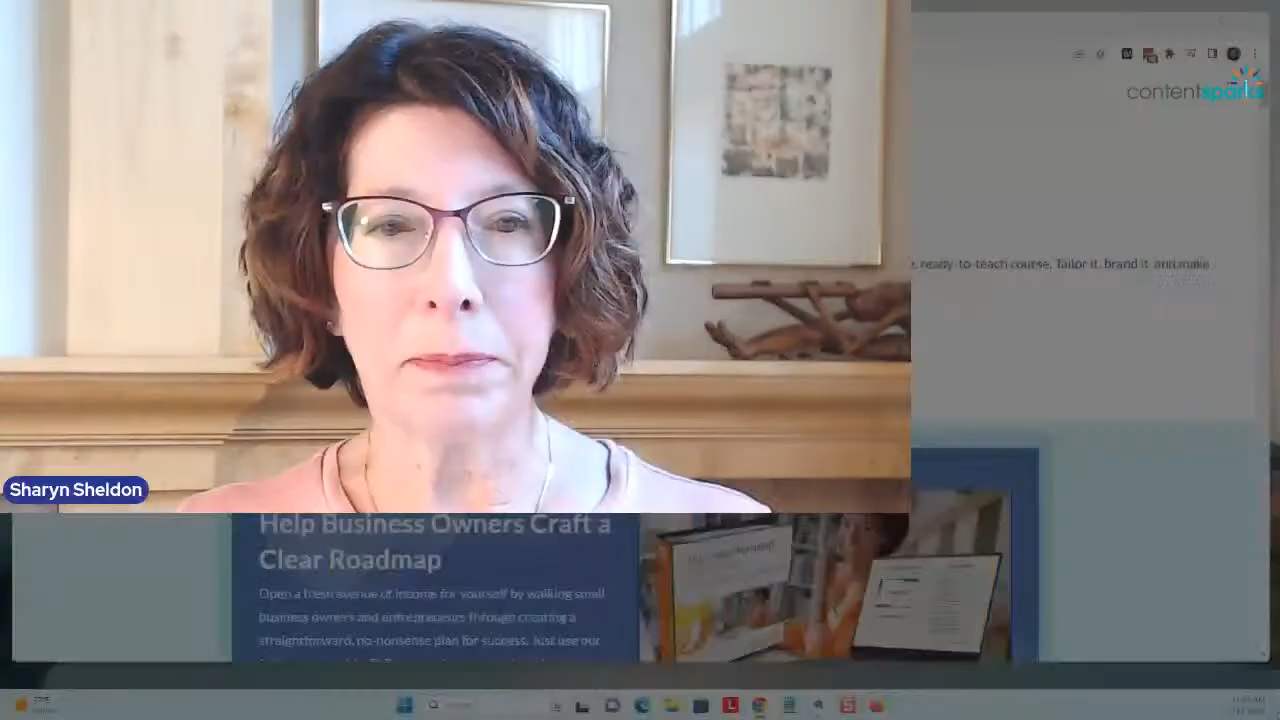 contentsparks
e, ready-to-teach course. Tailor it, brand it and make
Sharyn Sheldon
Help Business Owners Craft a
Clear Roadmap
Open a fresh avenue of income for yourself by walking small
business owners and entrepreneurs through creating a
straightforward, no-nonsense plan for success. Just use our